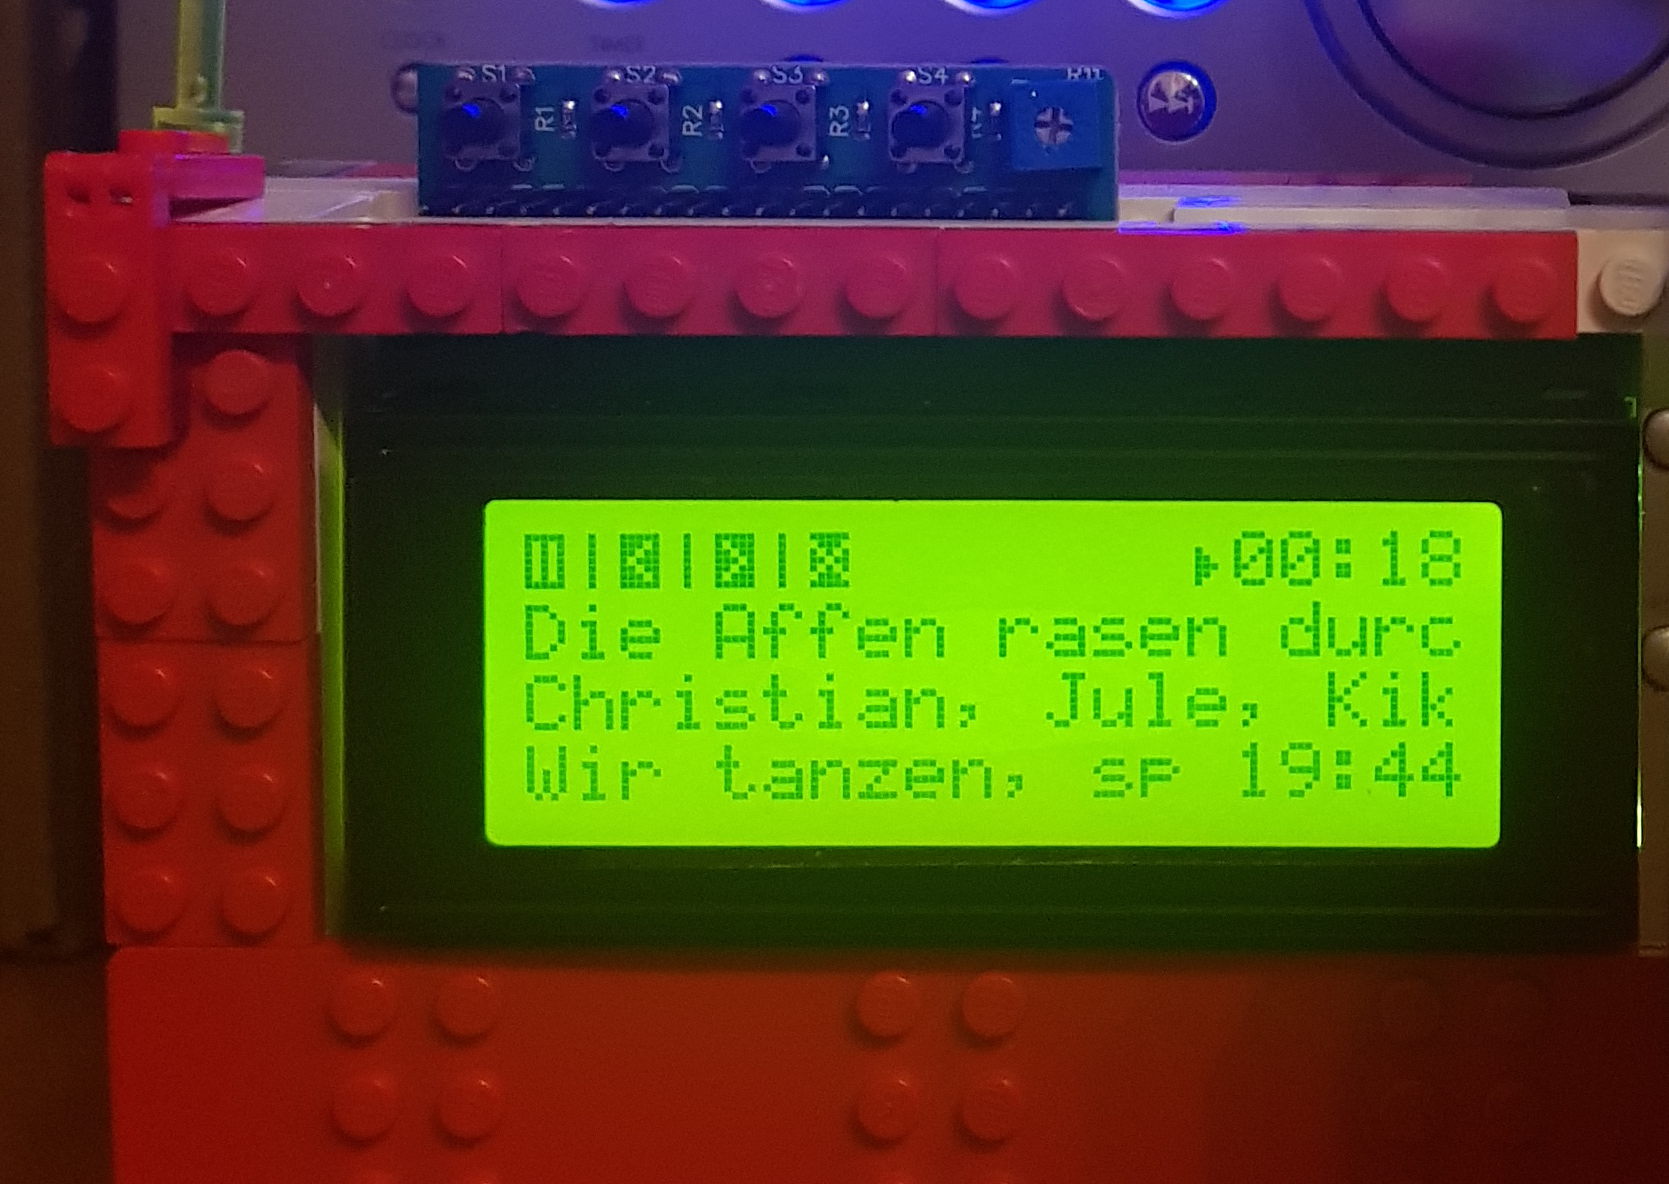 S1 S2 S3 S4
R1 R2 R3
▶00:18
Die Affen rasen durc
Christian, Jule, Kik
Wir tanzen, sp 19:44